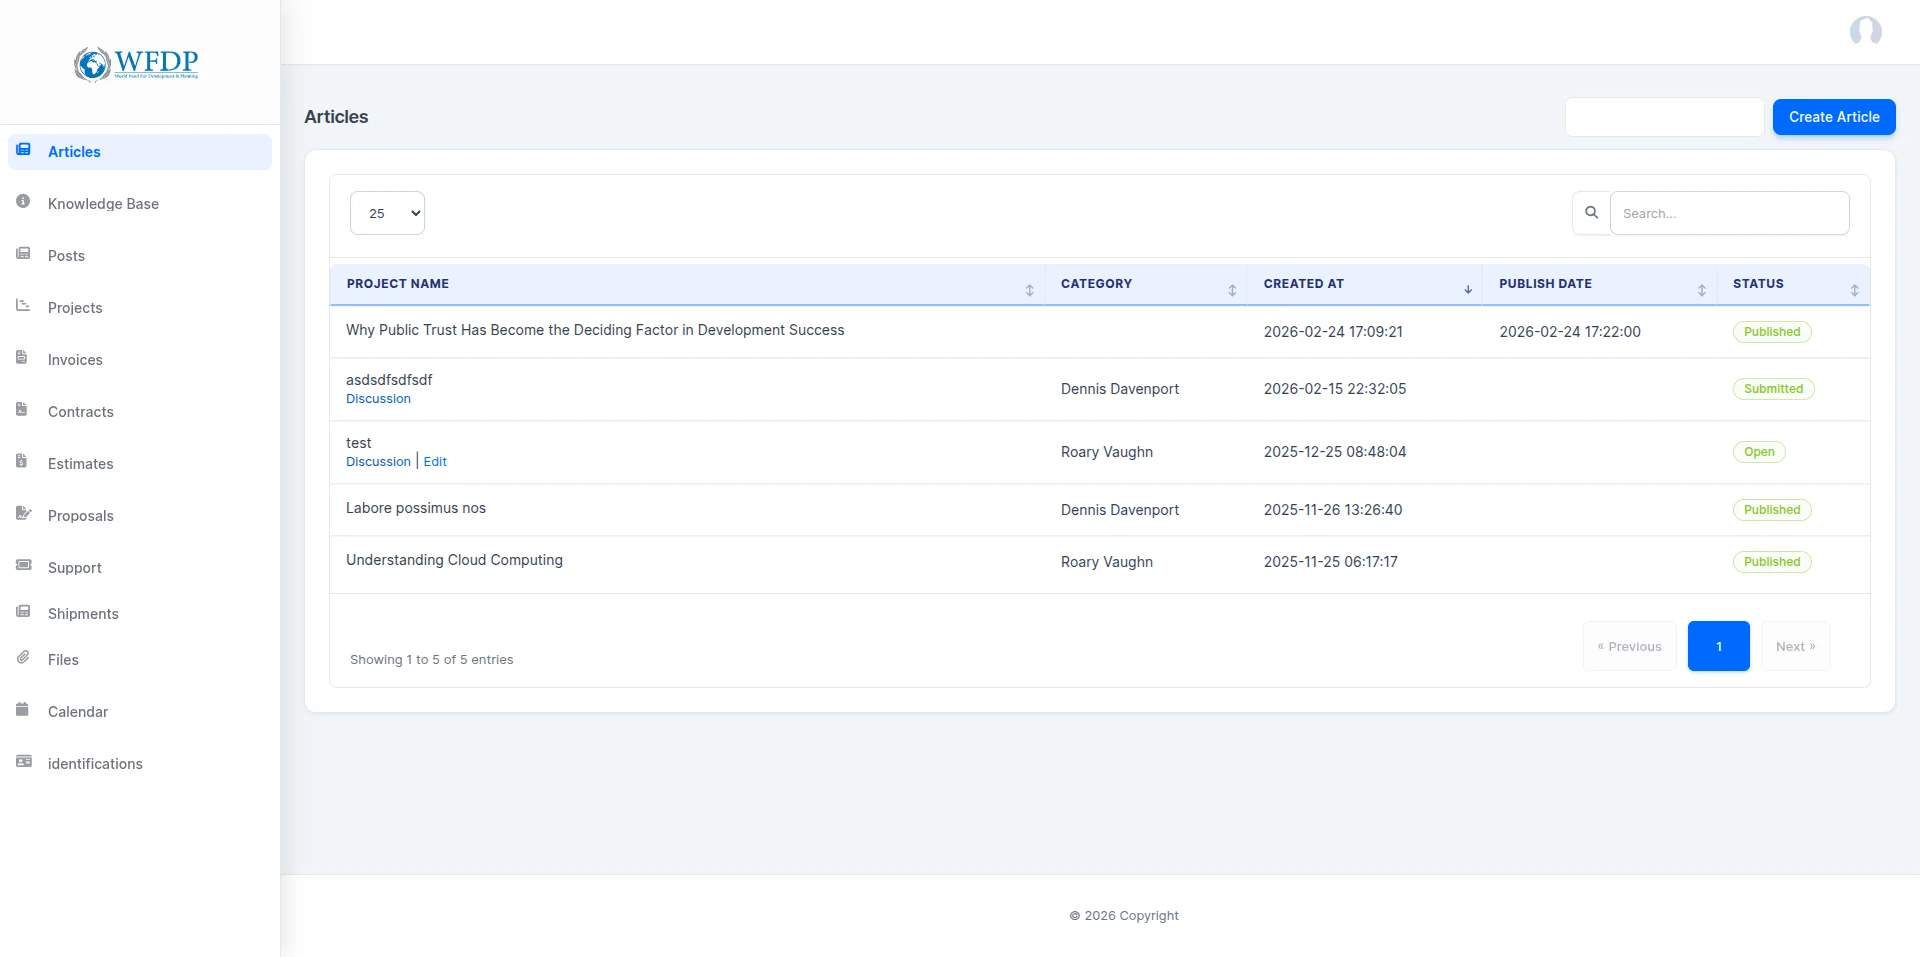 WFDP
World Fund for Development & Planning
Articles
Knowledge Base
Posts
Projects
Invoices
Contracts
Estimates
Proposals
Support
Shipments
Files
Calendar
identifications
Articles
Create Article
25
Search...
PROJECT NAME CATEGORY CREATED AT PUBLISH DATE STATUS
Why Public Trust Has Become the Deciding Factor in Development Success 2026-02-24 17:09:21 2026-02-24 17:22:00 Published
asdsdfsdfsdf
Discussion
Dennis Davenport 2026-02-15 22:32:05 Submitted
test
Discussion | Edit
Roary Vaughn 2025-12-25 08:48:04 Open
Labore possimus nos Dennis Davenport 2025-11-26 13:26:40 Published
Understanding Cloud Computing Roary Vaughn 2025-11-25 06:17:17 Published
Showing 1 to 5 of 5 entries
« Previous 1 Next »
© 2026 Copyright